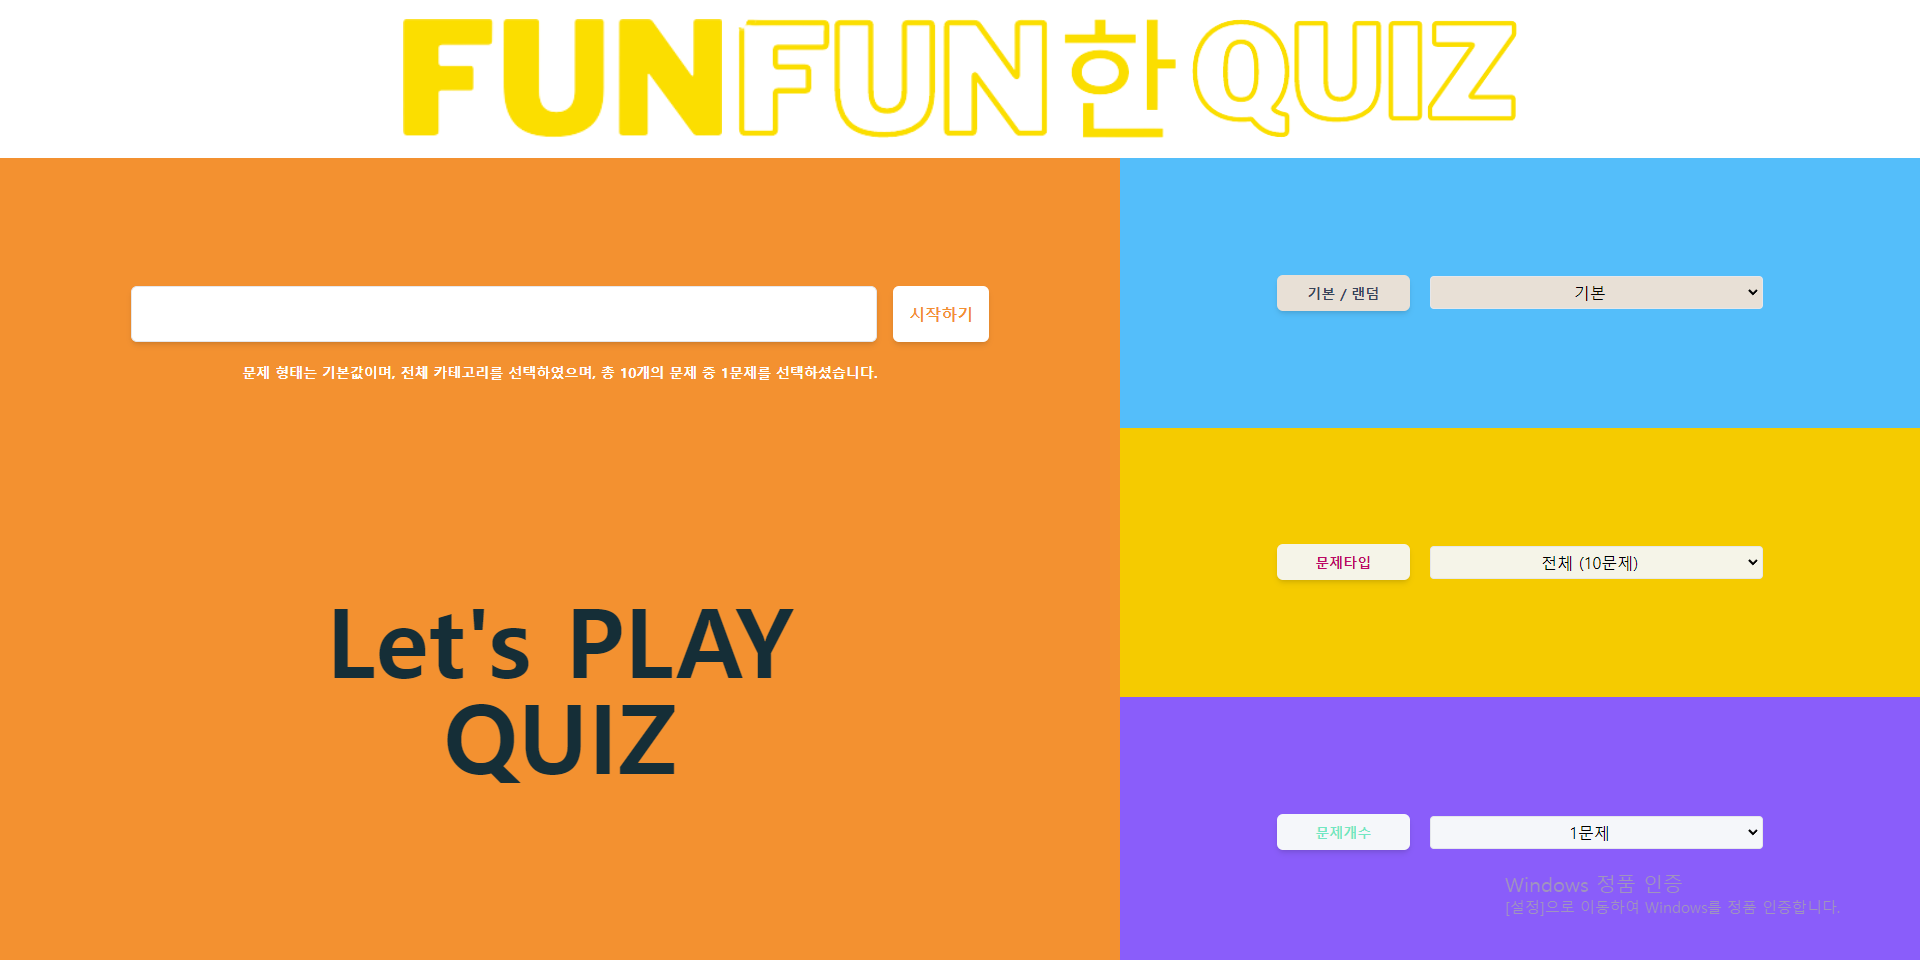 FUNFUN한QUIZ
시작하기
문제 형태는 기본값이며, 전체 카테고리를 선택하였으며, 총 10개의 문제 중 1문제를 선택하셨습니다.
Let's PLAY
QUIZ
기본 / 랜덤
기본
문제타입
전체 (10문제)
문제개수
1문제
Windows 정품 인증
[설정]으로 이동하여 Windows를 정품 인증합니다.